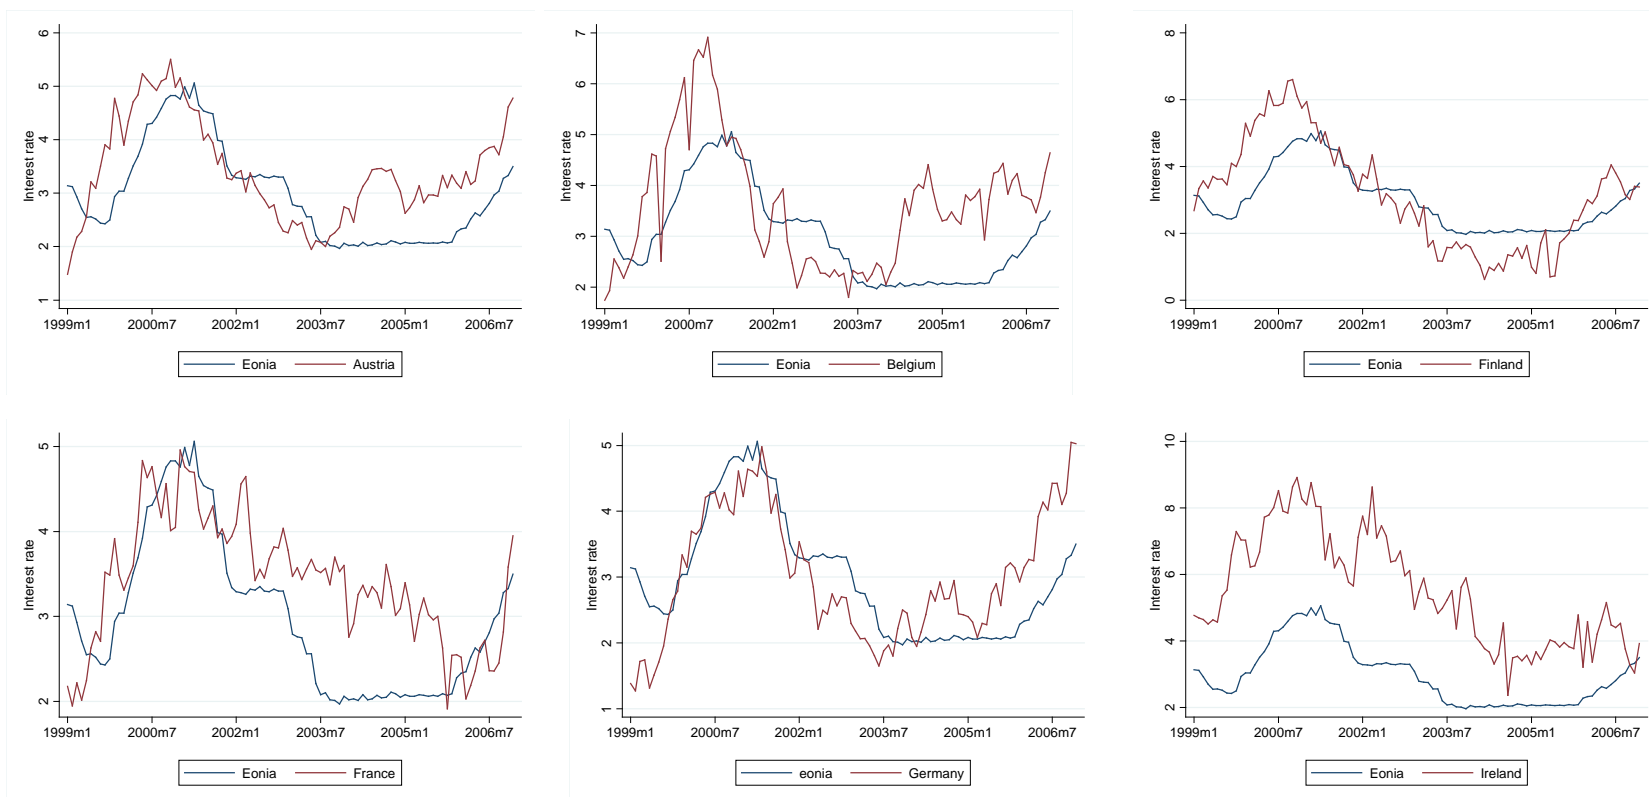 Interest rate
6
5
4
3
2
1
1999m1 2000m7 2002m1 2003m7 2005m1 2006m7
Eonia Austria
Interest rate
7
6
5
4
3
2
1999m1 2000m7 2002m1 2003m7 2005m1 2006m7
Eonia Belgium
Interest rate
8
6
4
2
0
1999m1 2000m7 2002m1 2003m7 2005m1 2006m7
Eonia Finland
Interest rate
5
4
3
2
1999m1 2000m7 2002m1 2003m7 2005m1 2006m7
Eonia France
Interest rate
5
4
3
2
1
1999m1 2000m7 2002m1 2003m7 2005m1 2006m7
eonia Germany
Interest rate
10
8
6
4
2
1999m1 2000m7 2002m1 2003m7 2005m1 2006m7
Eonia Ireland